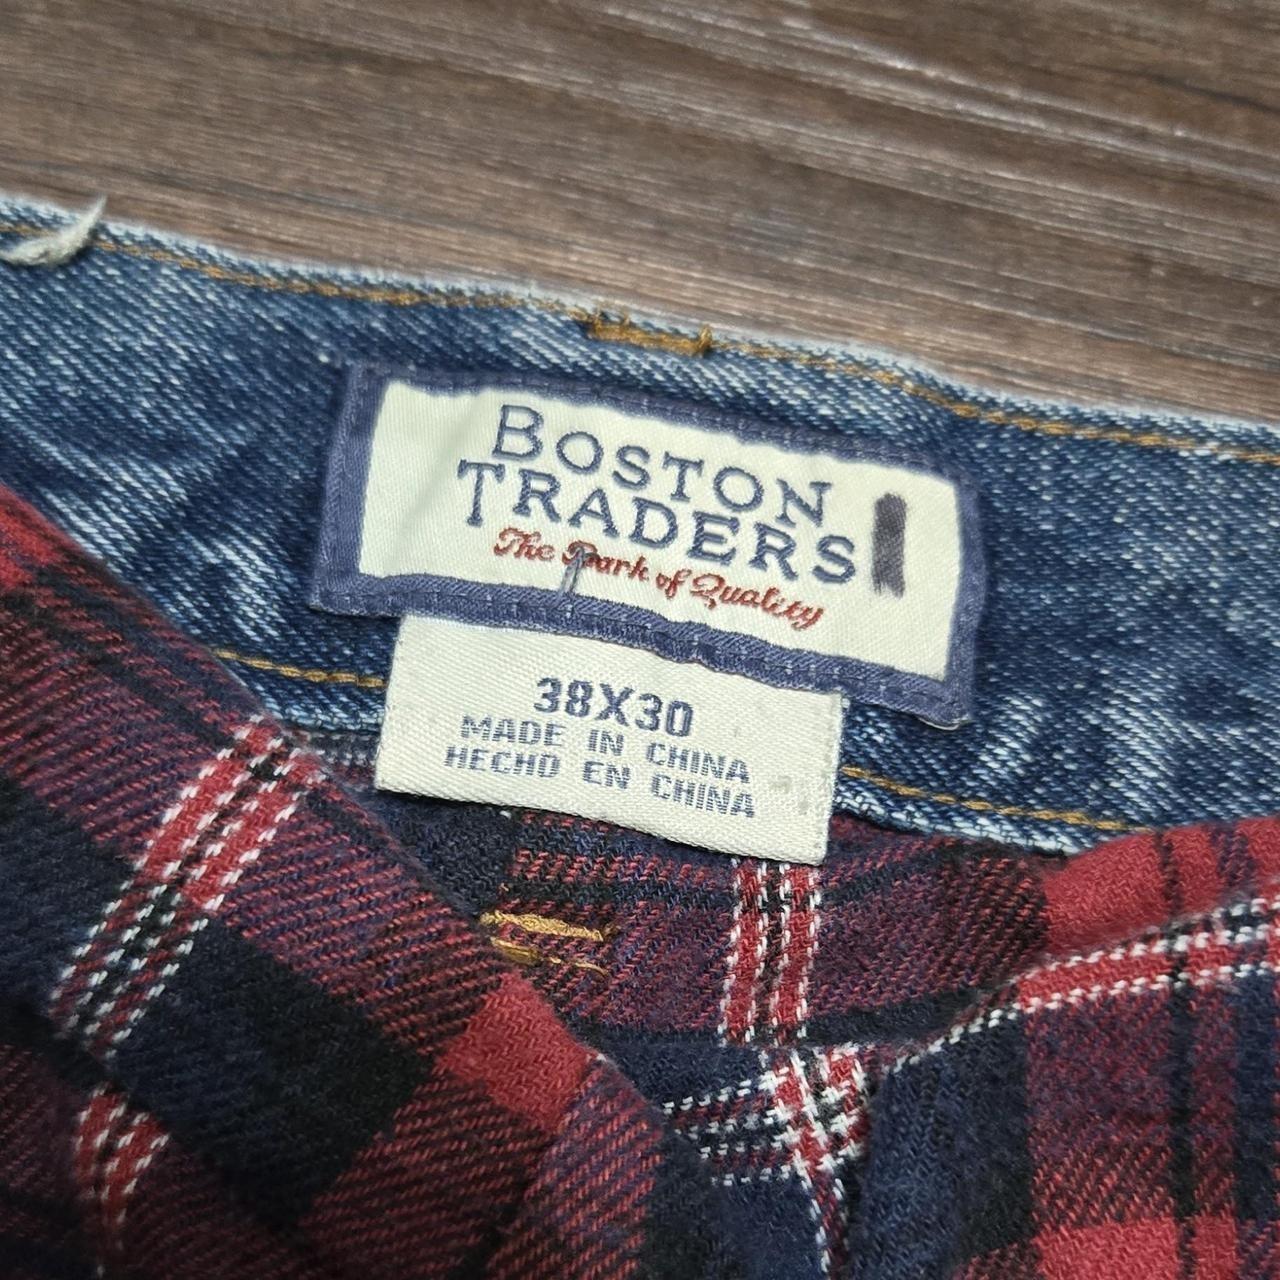 BOSTON
TRADERS
The Mark of Quality
38X30
MADE IN CHINA
HECHO EN CHINA